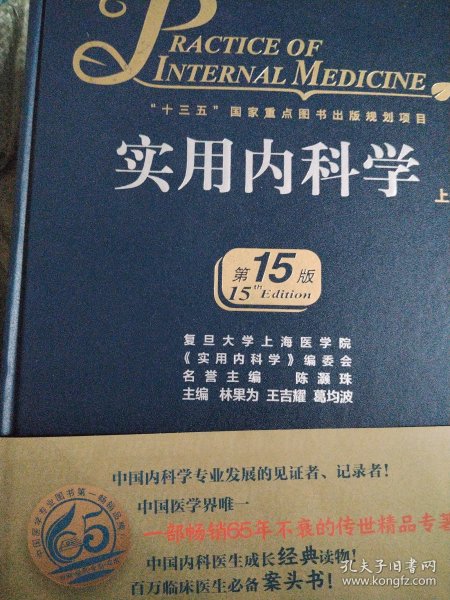 PRACTICE OF
INTERNAL MEDICINE
“十三五”国家重点图书出版规划项目
实用内科学 上
第15版
15th Edition
复旦大学上海医学院
《实用内科学》编委会
名誉主编 陈灏珠
主编 林果为 王吉耀 葛均波
中国内科学专业发展的见证者、记录者！
中国医学界唯一
一部畅销65年不衰的传世精品专著
中国内科医生成长经典读物！
百万临床医生必备案头书！
65
孔夫子旧书网